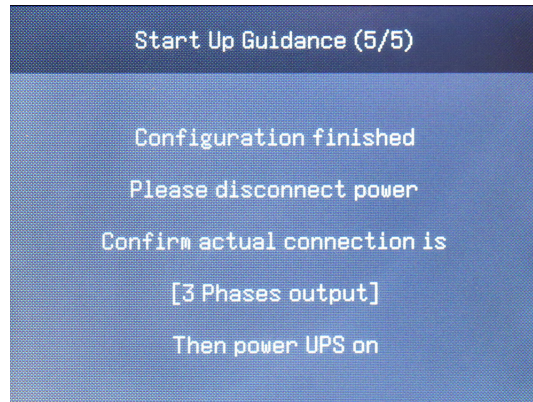 Start Up Guidance (5/5)
Configuration finished
Please disconnect power
Confirm actual connection is
[3 Phases output]
Then power UPS on